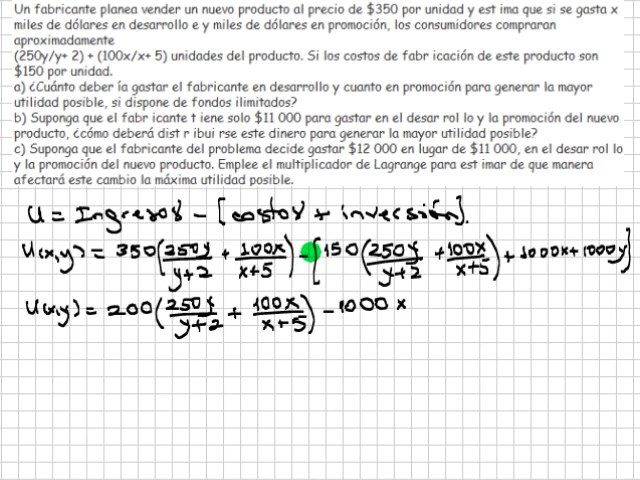 Un fabricante planea vender un nuevo producto al precio de $350 por unidad y est ima que si se gasta x
miles de dólares en desarrollo e y miles de dólares en promoción, los consumidores compraran
aproximadamente
(250y/y+ 2) + (100x/x+ 5) unidades del producto. Si los costos de fabr icación de este producto son
$150 por unidad.
a) ¿Cuánto deber ía gastar el fabricante en desarrollo y cuanto en promoción para generar la mayor
utilidad posible, si dispone de fondos ilimitados?
b) Suponga que el fabr icante t iene solo $11 000 para gastar en el desar rol lo y la promoción del nuevo
producto, ¿cómo deberá dist r ibui rse este dinero para generar la mayor utilidad posible?
c) Suponga que el fabricante del problema decide gastar $12 000 en lugar de $11 000, en el desar rol lo
y la promoción del nuevo producto. Emplee el multiplicador de Lagrange para est imar de que manera
afectará este cambio la máxima utilidad posible.
U = Ingresos - [costos + inversión].
U(x,y) = 350(250y/y+2 + 100x/x+5) - [150(250y/y+2 + 100x/x+5) + 1000x + 1000y]
U(x,y) = 200(250y/y+2 + 100x/x+5) - 1000x